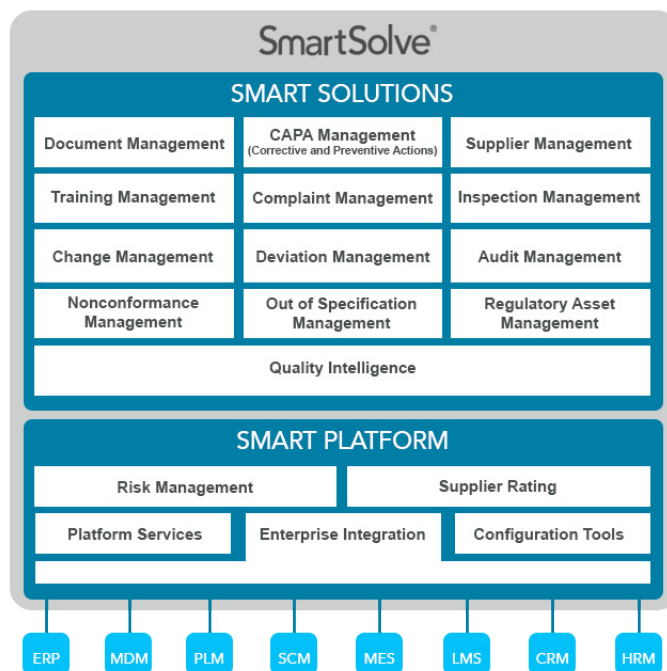 SmartSolve®
SMART SOLUTIONS
Document Management
CAPA Management
(Corrective and Preventive Actions)
Supplier Management
Training Management
Complaint Management
Inspection Management
Change Management
Deviation Management
Audit Management
Nonconformance
Management
Out of Specification
Management
Regulatory Asset
Management
Quality Intelligence
SMART PLATFORM
Risk Management
Supplier Rating
Platform Services
Enterprise Integration
Configuration Tools
ERP
MDM
PLM
SCM
MES
LMS
CRM
HRM